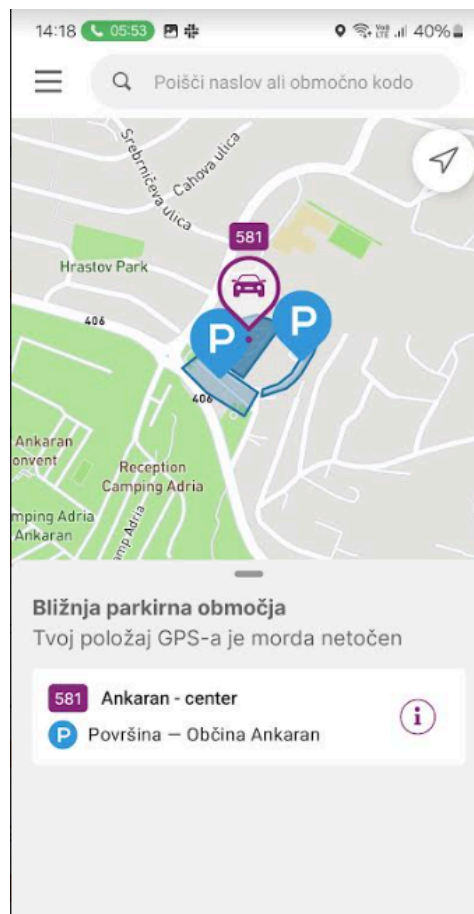 14:18 05:53 40%
Poišči naslov ali območno kodo
Srebrničeva ulica
Cahova ulica
581
Hrastov Park
406
P
P
406
Ankaran
onvent
Reception
Camping Adria
mping Adria
Ankaran
mp Adria
Bližnja parkirna območja
Tvoj položaj GPS-a je morda netočen
581 Ankaran - center
i
P Površina — Občina Ankaran